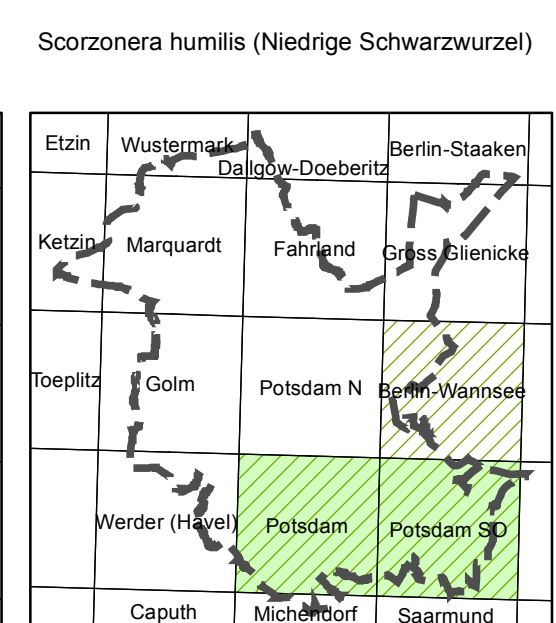 Scorzonera humilis (Niedrige Schwarzwurzel)
Etzin
Wustermark
Dallgow-Doeberitz
Berlin-Staaken
Ketzin
Marquardt
Fahrland
Gross Glienicke
Toeplitz
Golm
Potsdam N
Berlin-Wannsee
Werder (Havel)
Potsdam
Potsdam SO
Caputh
Michendorf
Saarmund